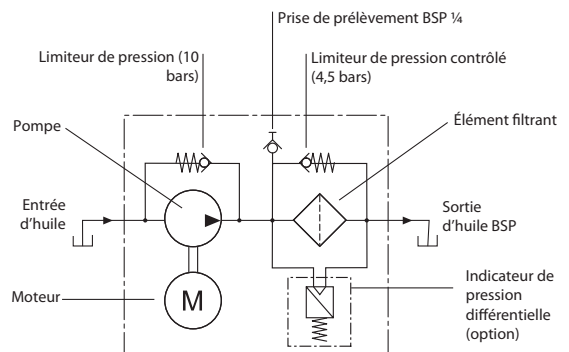 Prise de prélèvement BSP ¼
Limiteur de pression (10
bars)
Limiteur de pression contrôlé
(4,5 bars)
Pompe
Élément filtrant
Entrée
d'huile
Sortie
d'huile BSP
Moteur
M
Indicateur de
pression
différentielle
(option)